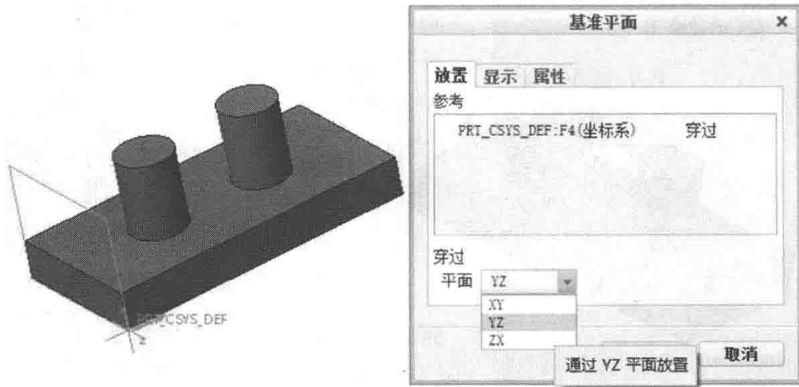 基准平面 ×
放置 显示 属性
参考
PRT_CSYS_DEF:F4(坐标系) 穿过
穿过
平面 YZ
XY
YZ
ZX
通过 YZ 平面放置
取消
PRT_CSYS_DEF
Z